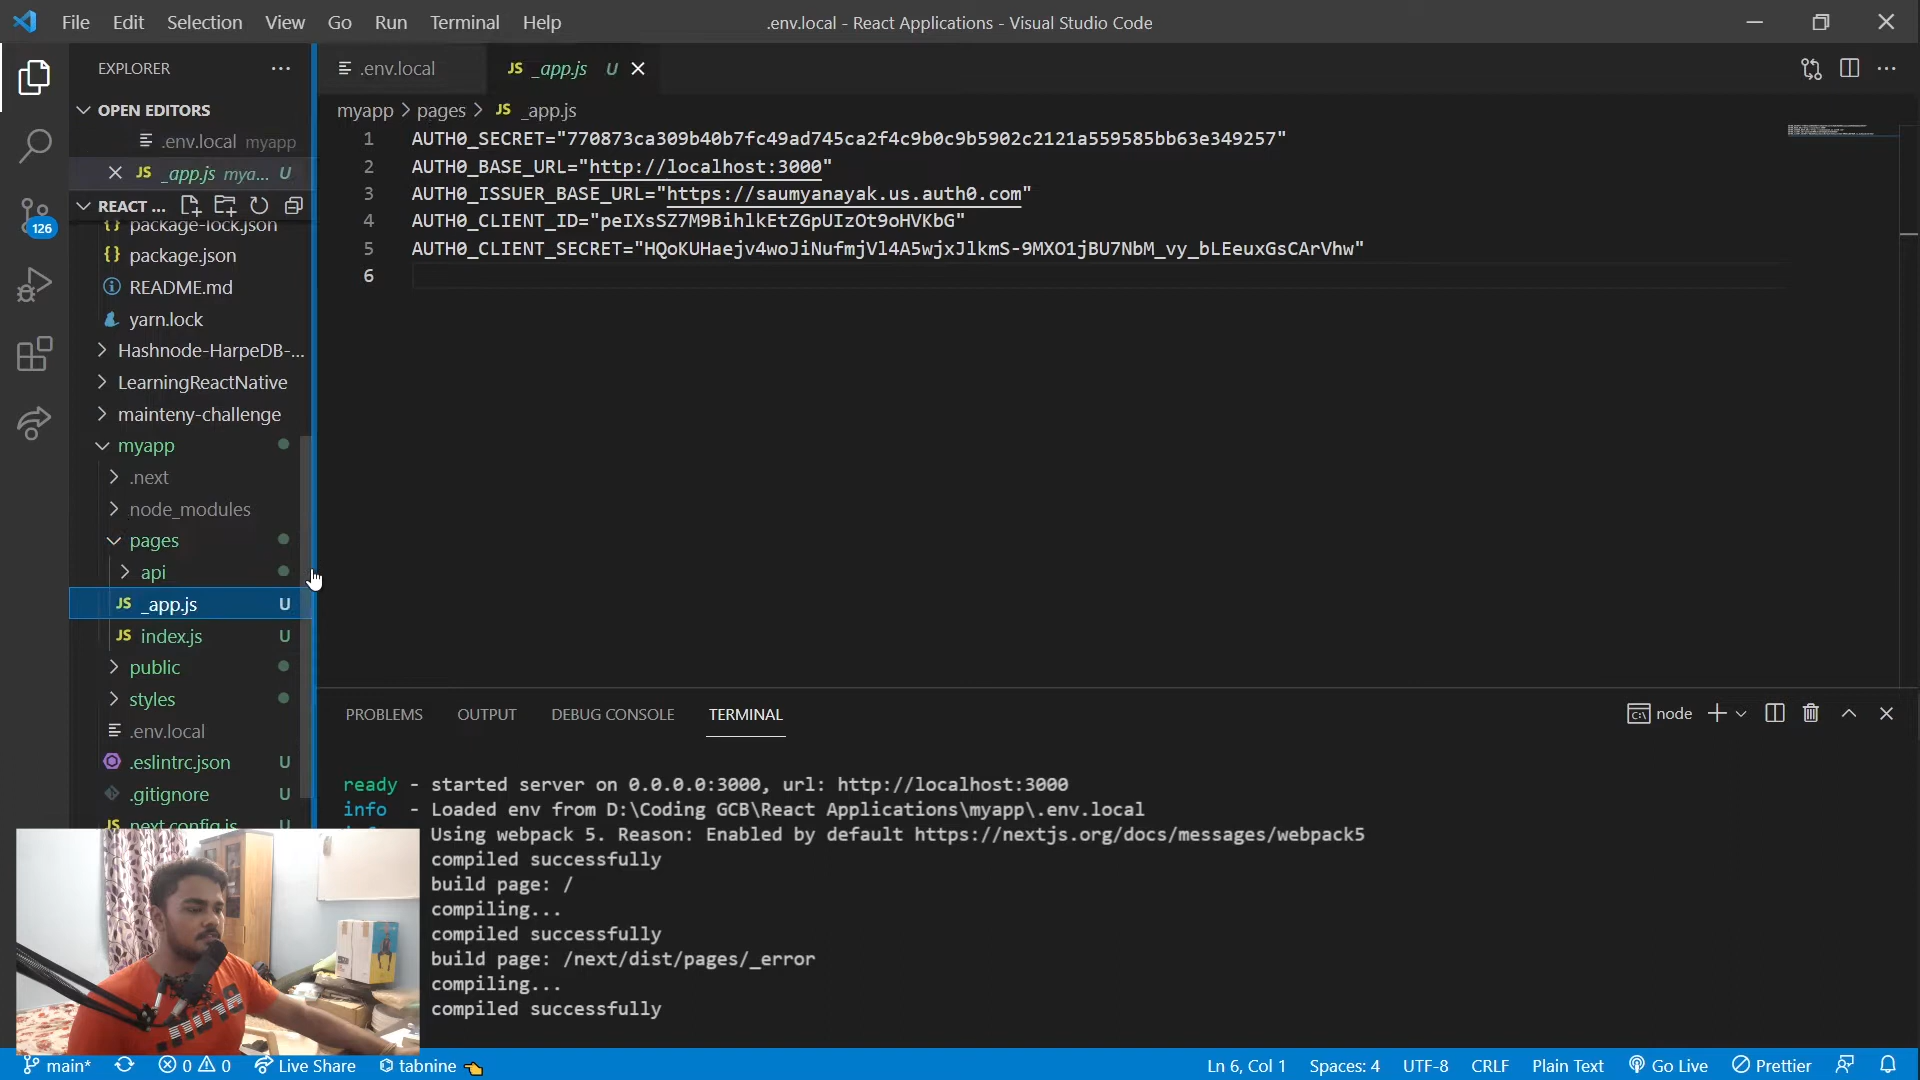 File Edit Selection View Go Run Terminal Help
.env.local - React Applications - Visual Studio Code
EXPLORER
OPEN EDITORS
.env.local myapp
JS _app.js mya... U
REACT ...
126
package-lock.json
package.json
README.md
yarn.lock
Hashnode-HarpeDB-...
LearningReactNative
mainteny-challenge
myapp
.next
node_modules
pages
api
JS _app.js U
JS index.js U
public
styles
.env.local
.eslintrc.json U
.gitignore U
JS next.config.js U
.env.local
JS _app.js U
myapp > pages > JS _app.js
1 AUTH0_SECRET="770873ca309b40b7fc49ad745ca2f4c9b0c9b5902c2121a559585bb63e349257"
2 AUTH0_BASE_URL="http://localhost:3000"
3 AUTH0_ISSUER_BASE_URL="https://saumyanayak.us.auth0.com"
4 AUTH0_CLIENT_ID="peIXsSZ7M9BihlkEtZGpUIzOt9oHVKbG"
5 AUTH0_CLIENT_SECRET="HQoKUHaejv4woJiNufmjVl4A5wjxJlkmS-9MXO1jBU7NbM_vy_bLEeuxGsCArVhw"
6
PROBLEMS OUTPUT DEBUG CONSOLE TERMINAL
node
ready - started server on 0.0.0.0:3000, url: http://localhost:3000
info - Loaded env from D:\Coding GCB\React Applications\myapp\.env.local
Using webpack 5. Reason: Enabled by default https://nextjs.org/docs/messages/webpack5
compiled successfully
build page: /
compiling...
compiled successfully
build page: /next/dist/pages/_error
compiling...
compiled successfully
main* 0 0 Live Share tabnine Ln 6, Col 1 Spaces: 4 UTF-8 CRLF Plain Text Go Live Prettier